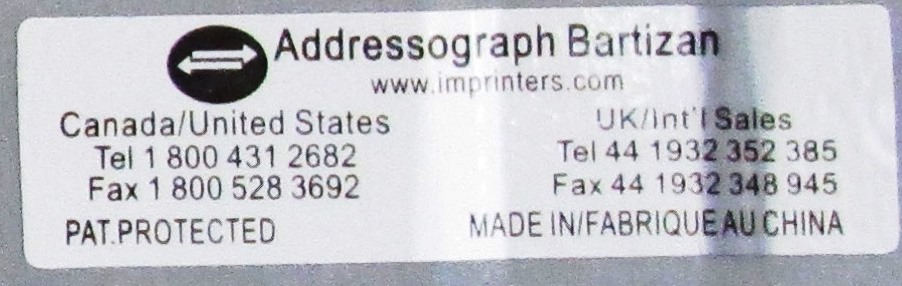 Addressograph Bartizan
www.imprinters.com
Canada/United States
Tel 1 800 431 2682
Fax 1 800 528 3692
PAT.PROTECTED
UK/Int'l Sales
Tel 44 1932 352 385
Fax 44 1932 348 945
MADE IN/FABRIQUE AU CHINA